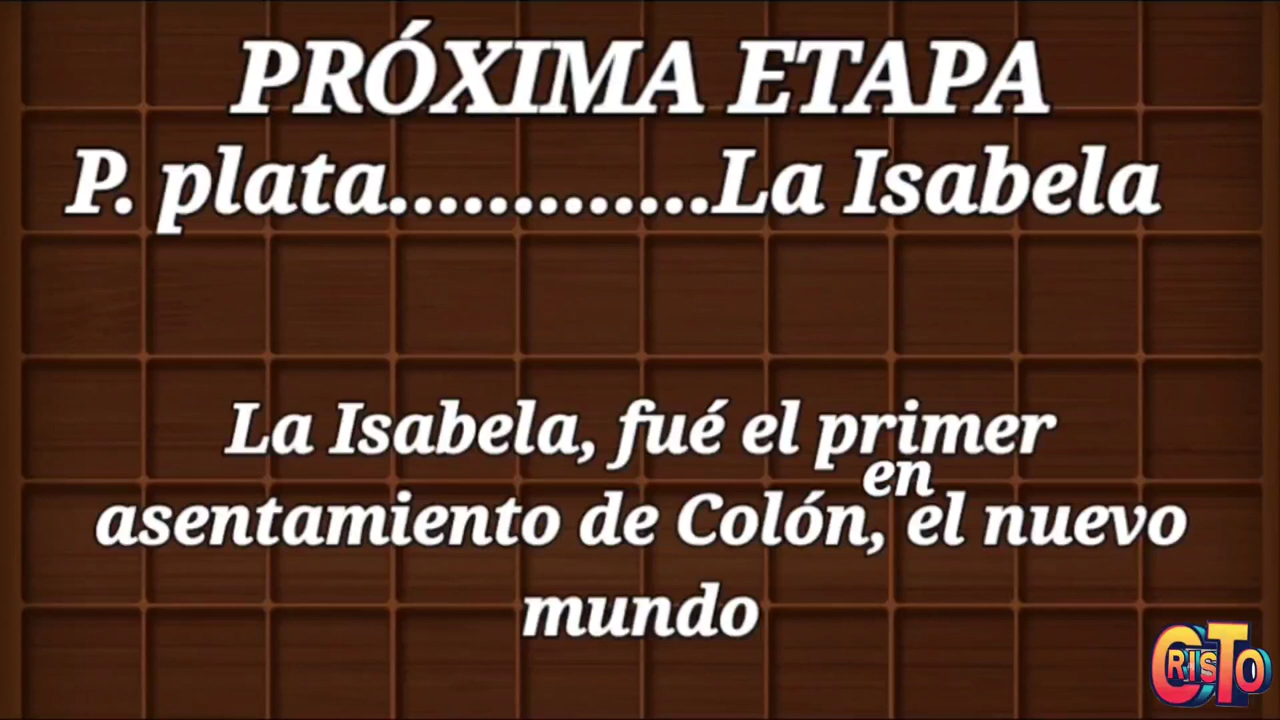 PRÓXIMA ETAPA
P. plata.............La Isabela
La Isabela, fué el primer
en
asentamiento de Colón, el nuevo
mundo
CRISTO